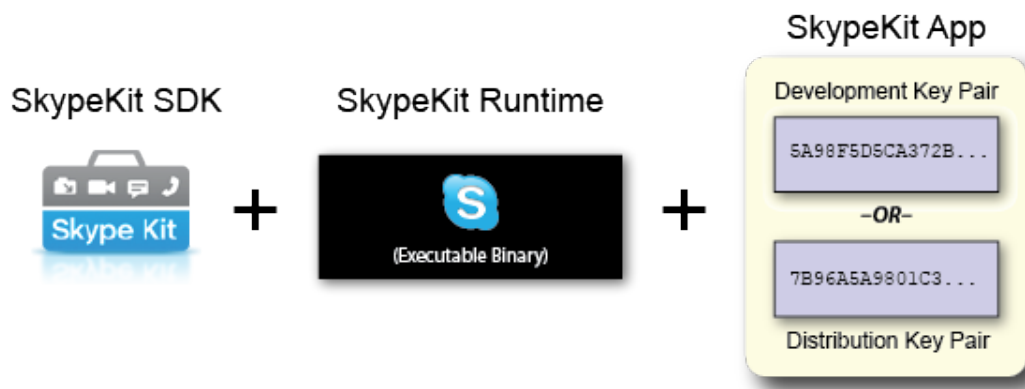 SkypeKit SDK
Skype Kit
+
SkypeKit Runtime
S
(Executable Binary)
+
SkypeKit App
Development Key Pair
5A98F5D5CA372B...
–OR–
7B96A5A9801C3...
Distribution Key Pair